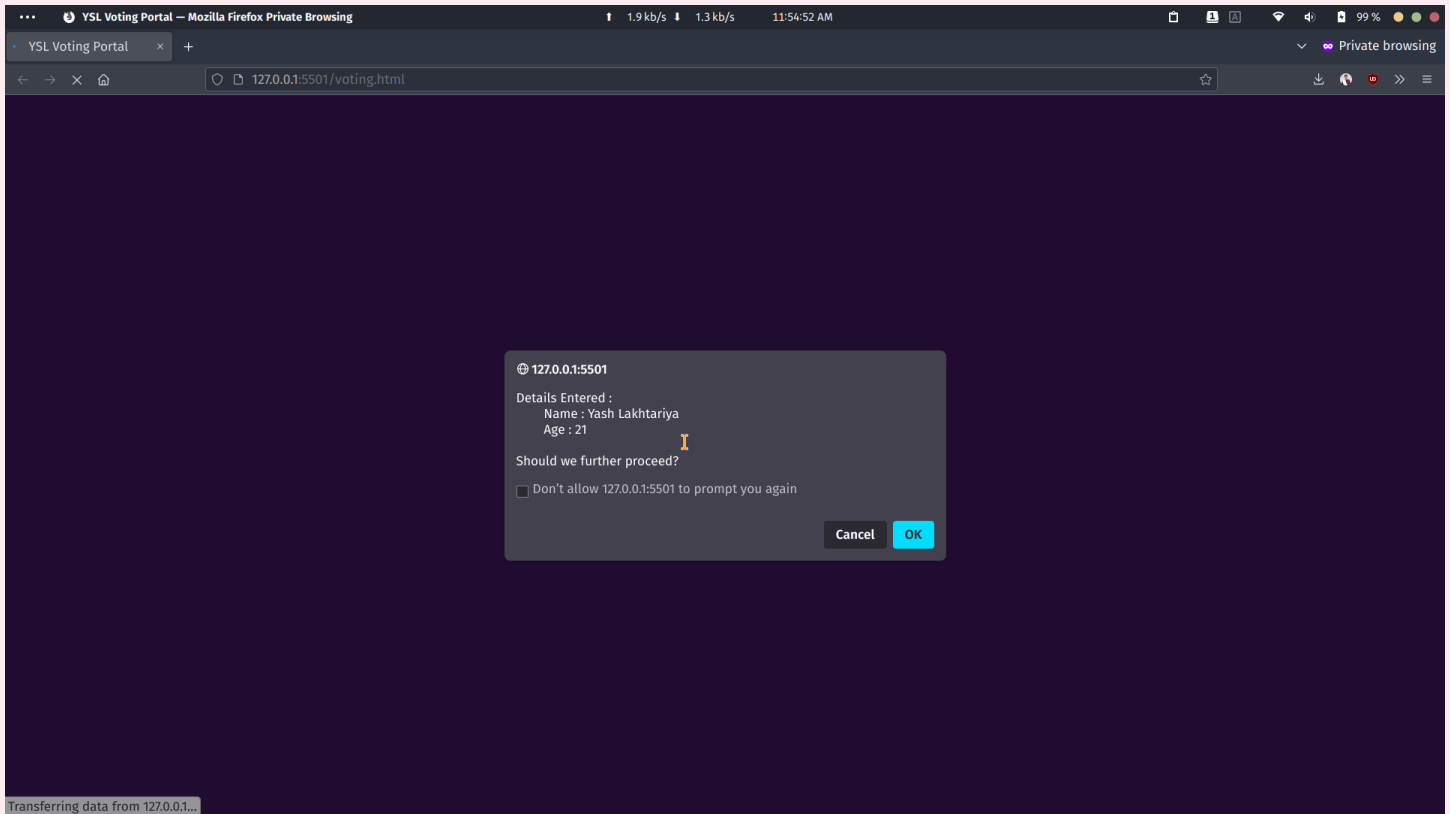 YSL Voting Portal — Mozilla Firefox Private Browsing
1.9 kb/s
1.3 kb/s
11:54:52 AM
1
A
99 %
YSL Voting Portal
Private browsing
127.0.0.1:5501/voting.html
127.0.0.1:5501
Details Entered :
Name : Yash Lakhtariya
Age : 21
Should we further proceed?
Don't allow 127.0.0.1:5501 to prompt you again
Cancel
OK
Transferring data from 127.0.0.1...